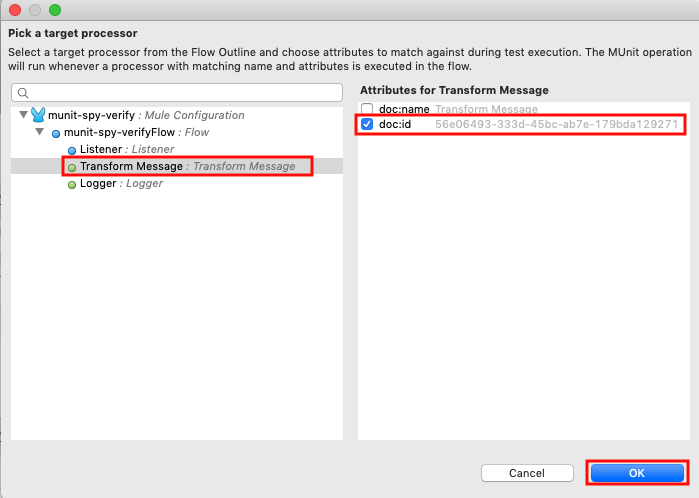 Pick a target processor
Select a target processor from the Flow Outline and choose attributes to match against during test execution. The MUnit operation
will run whenever a processor with matching name and attributes is executed in the flow.
Attributes for Transform Message
munit-spy-verify : Mule Configuration
munit-spy-verifyFlow : Flow
Listener : Listener
Transform Message : Transform Message
Logger : Logger
doc:name Transform Message
doc:id 56e06493-333d-45bc-ab7e-179bda129271
Cancel
OK